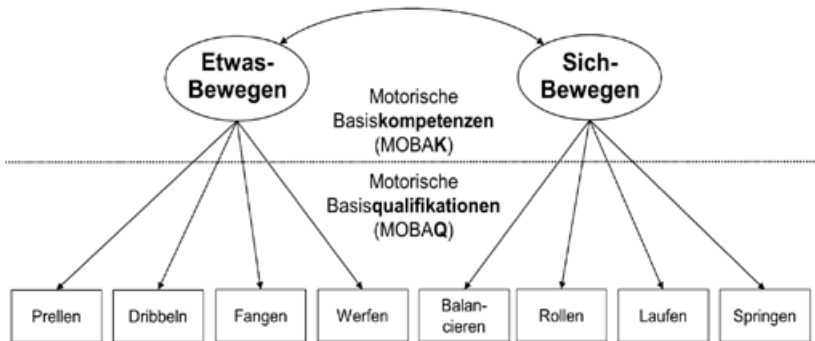 Etwas-
Bewegen
Sich-
Bewegen
Motorische
Basiskompetenzen
(MOBAK)
Motorische
Basisqualifikationen
(MOBAQ)
Prellen
Dribbeln
Fangen
Werfen
Balan-
cieren
Rollen
Laufen
Springen